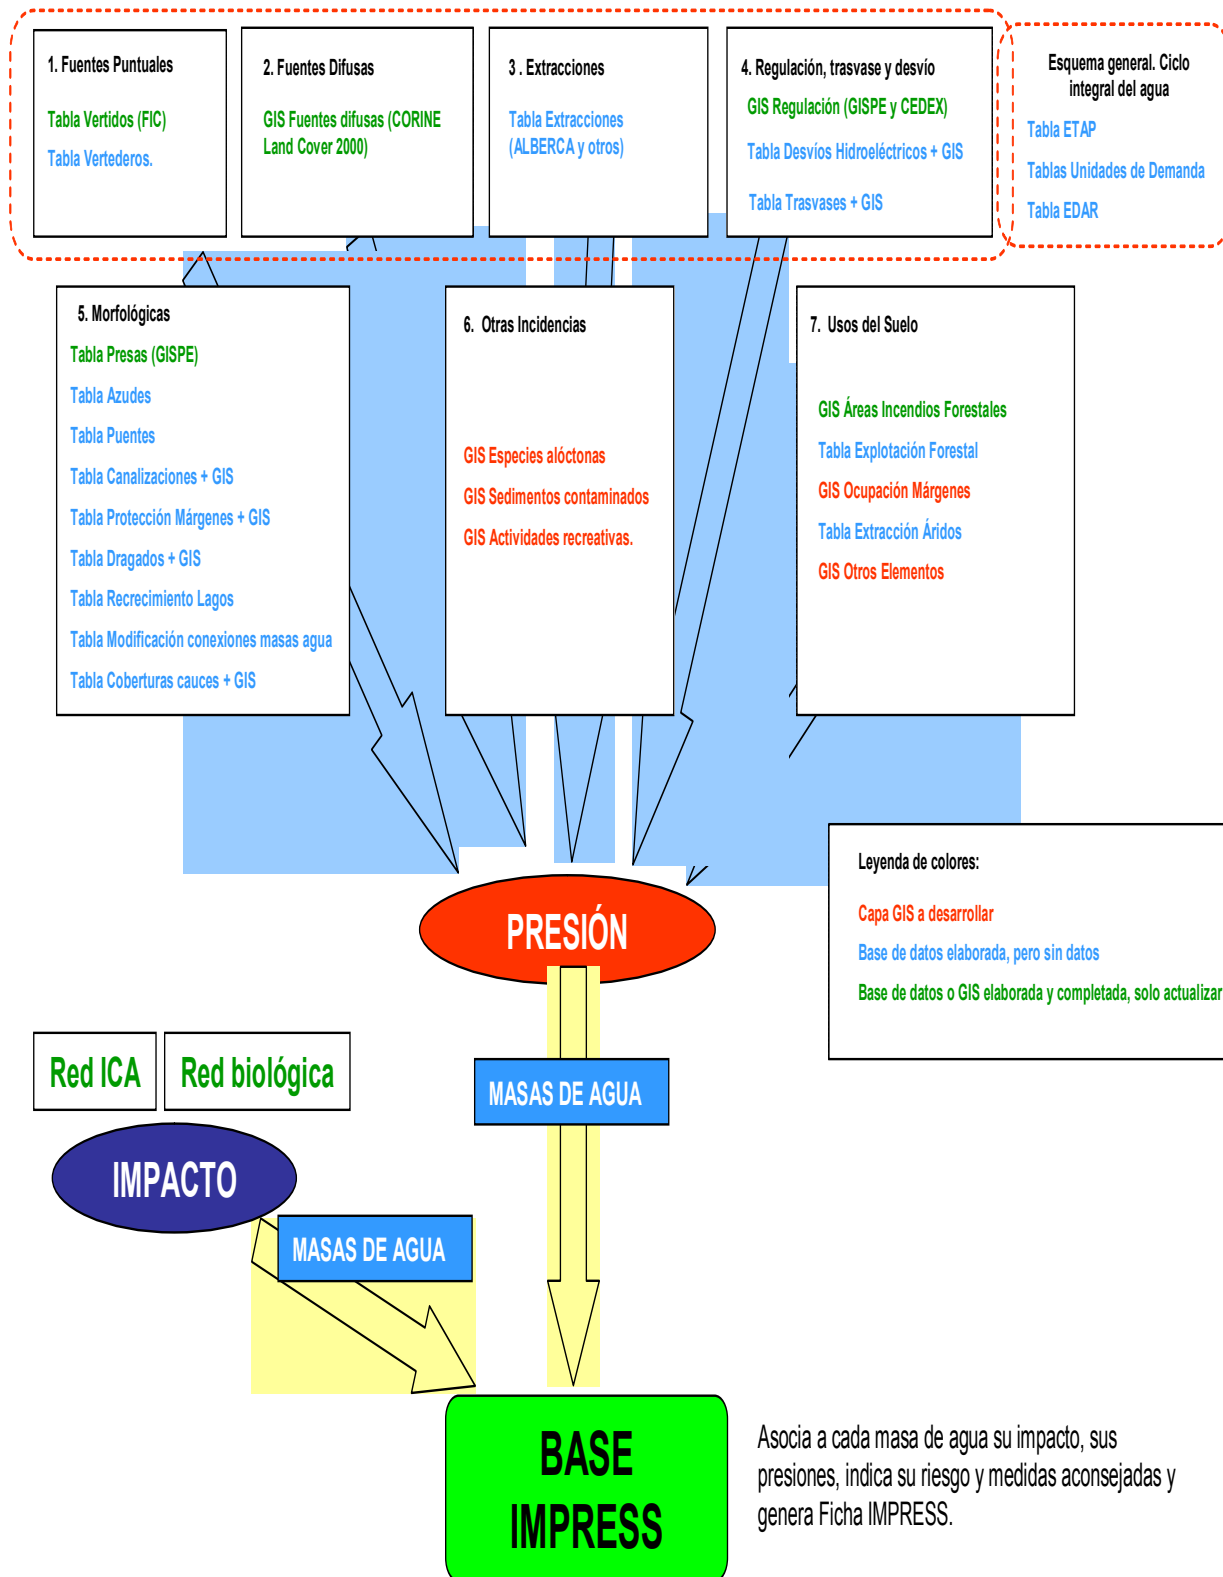 1. Fuentes Puntuales
Tabla Vertidos (FIC)
Tabla Vertederos.
2. Fuentes Difusas
GIS Fuentes difusas (CORINE
Land Cover 2000)
3 . Extracciones
Tabla Extracciones
(ALBERCA y otros)
4. Regulación, trasvase y desvío
GIS Regulación (GISPE y CEDEX)
Tabla Desvíos Hidroeléctricos + GIS
Tabla Trasvases + GIS
Esquema general. Ciclo
integral del agua
Tabla ETAP
Tablas Unidades de Demanda
Tabla EDAR
5. Morfológicas
Tabla Presas (GISPE)
Tabla Azudes
Tabla Puentes
Tabla Canalizaciones + GIS
Tabla Protección Márgenes + GIS
Tabla Dragados + GIS
Tabla Recrecimiento Lagos
Tabla Modificación conexiones masas agua
Tabla Coberturas cauces + GIS
6. Otras Incidencias
GIS Especies alóctonas
GIS Sedimentos contaminados
GIS Actividades recreativas.
7. Usos del Suelo
GIS Áreas Incendios Forestales
Tabla Explotación Forestal
GIS Ocupación Márgenes
Tabla Extracción Áridos
GIS Otros Elementos
Leyenda de colores:
Capa GIS a desarrollar
Base de datos elaborada, pero sin datos
Base de datos o GIS elaborada y completada, solo actualizar
PRESIÓN
MASAS DE AGUA
Red ICA
Red biológica
IMPACTO
MASAS DE AGUA
BASE
IMPRESS
Asocia a cada masa de agua su impacto, sus
presiones, indica su riesgo y medidas aconsejadas y
genera Ficha IMPRESS.